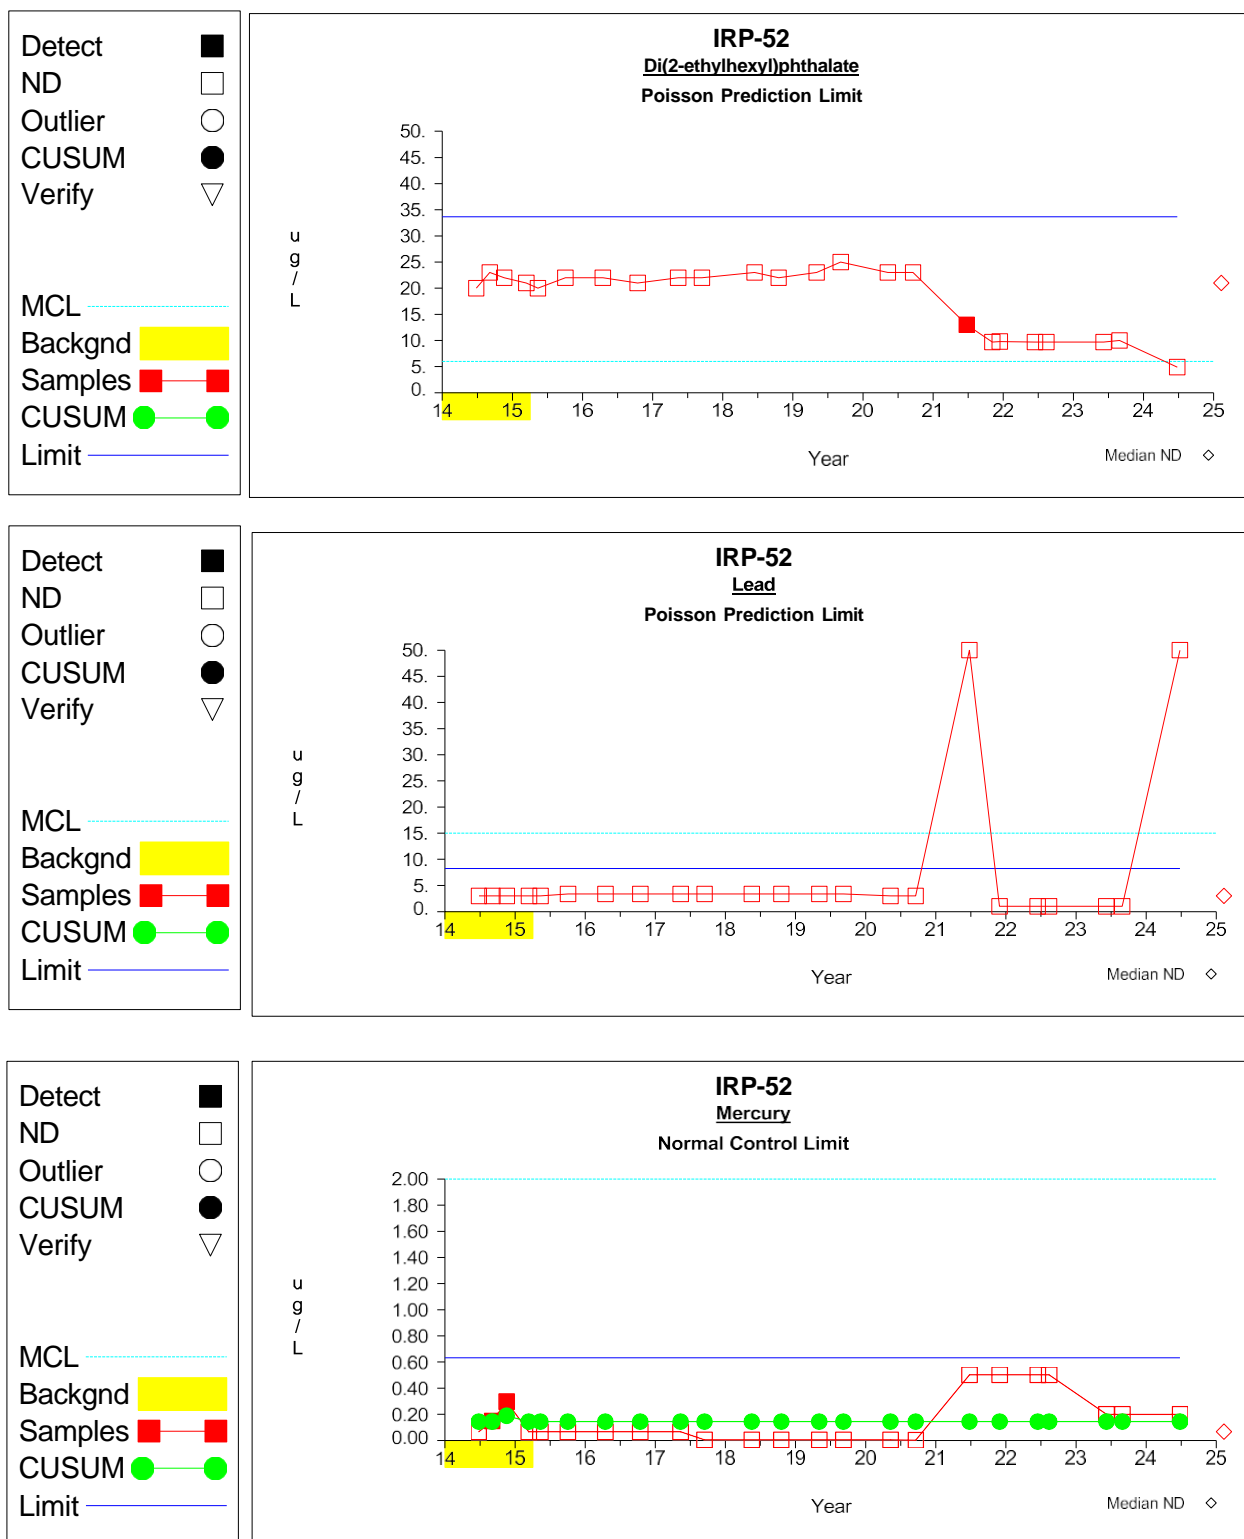 Detect
ND
Outlier
CUSUM
Verify
MCL
Backgnd
Samples
CUSUM
Limit
IRP-52
Di(2-ethylhexyl)phthalate
Poisson Prediction Limit
50.
45.
40.
35.
30.
25.
20.
15.
10.
5.
0.
u
g
/
L
14 15 16 17 18 19 20 21 22 23 24 25
Year
Median ND
Detect
ND
Outlier
CUSUM
Verify
MCL
Backgnd
Samples
CUSUM
Limit
IRP-52
Lead
Poisson Prediction Limit
50.
45.
40.
35.
30.
25.
20.
15.
10.
5.
0.
u
g
/
L
14 15 16 17 18 19 20 21 22 23 24 25
Year
Median ND
Detect
ND
Outlier
CUSUM
Verify
MCL
Backgnd
Samples
CUSUM
Limit
IRP-52
Mercury
Normal Control Limit
2.00
1.80
1.60
1.40
1.20
1.00
0.80
0.60
0.40
0.20
0.00
u
g
/
L
14 15 16 17 18 19 20 21 22 23 24 25
Year
Median ND